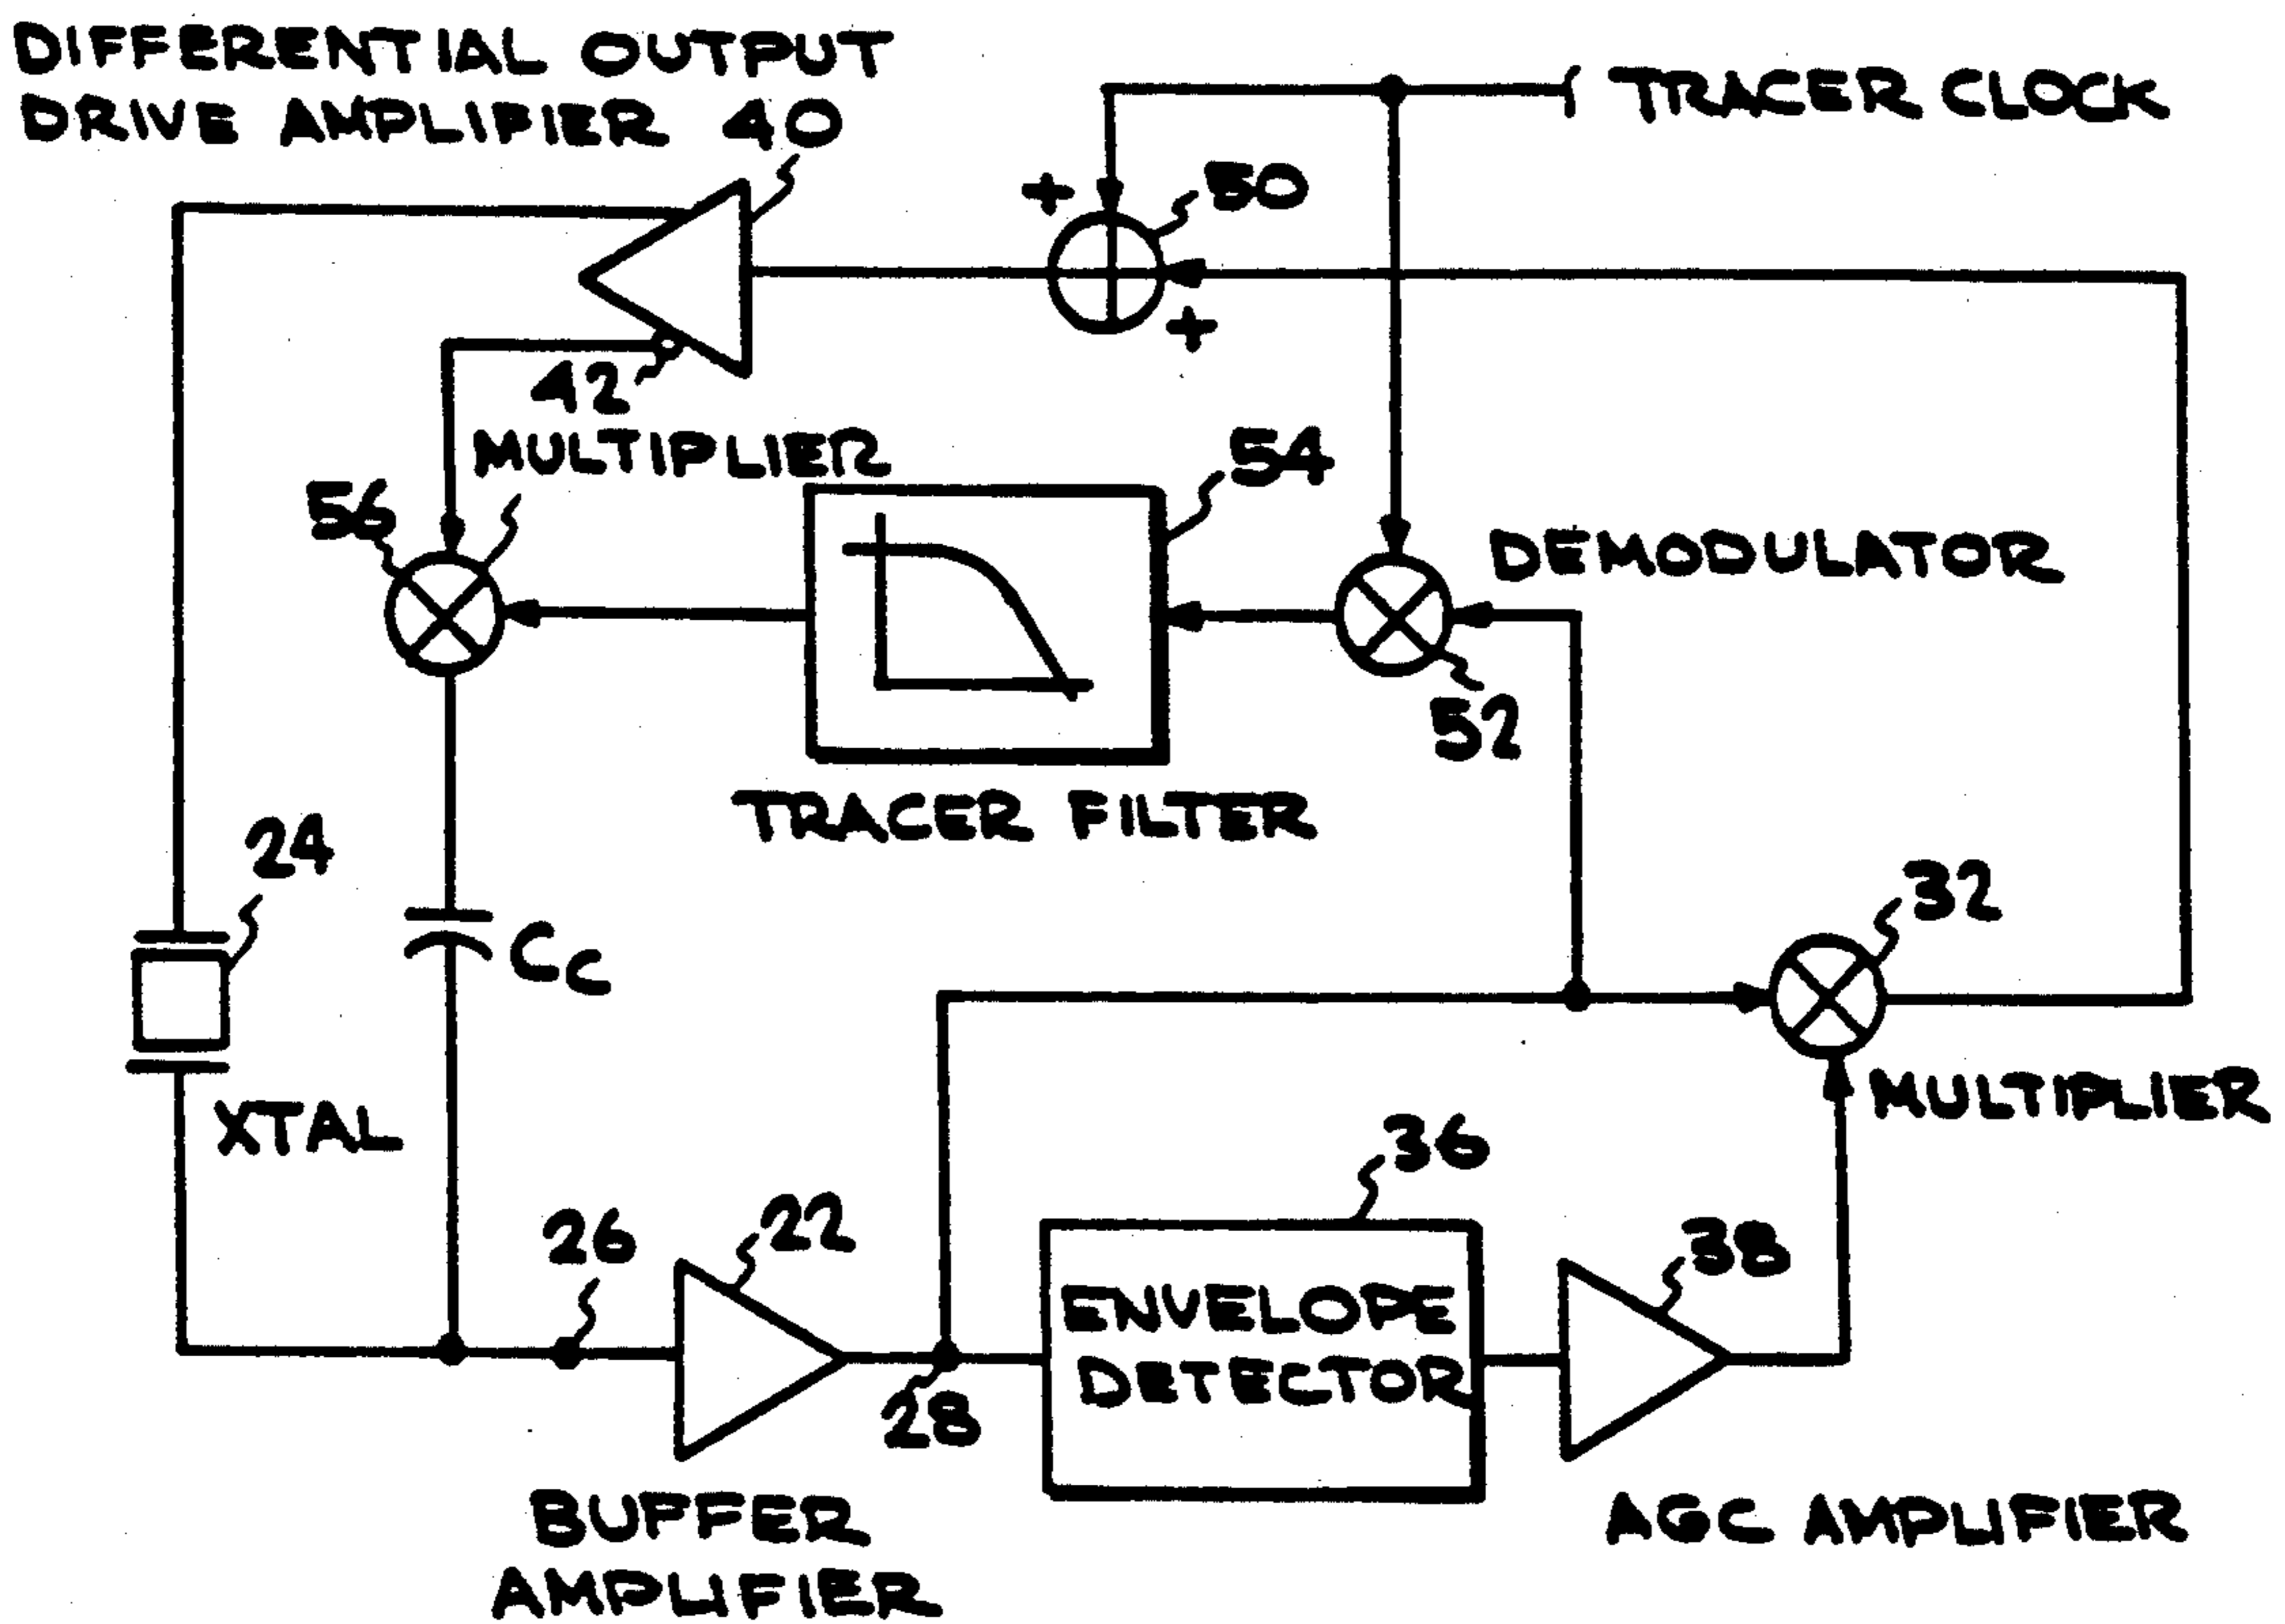 DIFFERENTIAL OUTPUT
DRIVE AMPLIFIER 40
TRACER CLOCK
+
50
+
42
MULTIPLIER
56
54
DEMODULATOR
52
TRACER FILTER
24
Cc
32
XTAL
MULTIPLIER
36
26
22
38
ENVELOPE
DETECTOR
28
BUFFER
AMPLIFIER
AGC AMPLIFIER